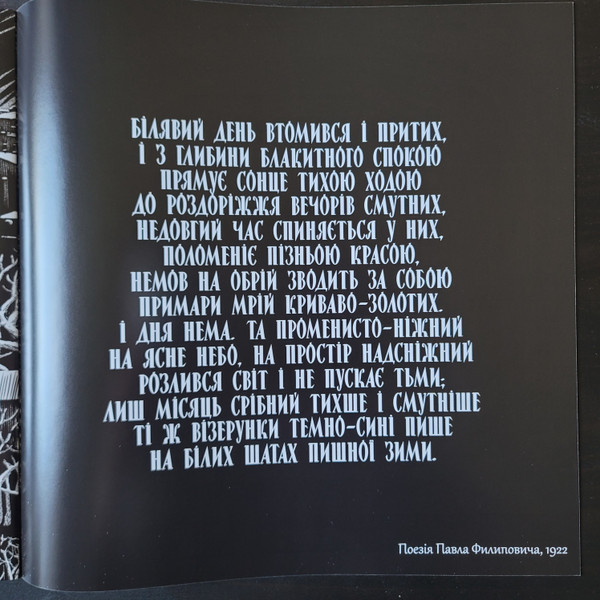 БІЛЯВИЙ ДЕНЬ ВТОМИВСЯ І ПРИТИХ,
І З ГЛИБИНИ БЛАКИТНОГО СПОКОЮ
ПРЯМУЄ СОНЦЕ ТИХОЮ ХОДОЮ
ДО РОЗДОРІЖЖЯ ВЕЧОРІВ СМУТНИХ,
НЕДОВГИЙ ЧАС СПИНЯЄТЬСЯ У НИХ,
ПОЛОМЕНІЄ ПІЗНЬОЮ КРАСОЮ,
НЕМОВ НА ОБРІЙ ЗВОДИТЬ ЗА СОБОЮ
ПРИМАРИ МРІЙ КРИВАВО-ЗОЛОТИХ.
І ДНЯ НЕМА. ТА ПРОМЕНИСТО-НІЖНИЙ
НА ЯСНЕ НЕБО, НА ПРОСТІР НАДСНІЖНИЙ
РОЗЛИВСЯ СВІТ І НЕ ПУСКАЄ ТЬМИ;
ЛИШ МІСЯЦЬ СРІБНИЙ ТИХШЕ І СМУТНІШЕ
ТІ Ж ВІЗЕРУНКИ ТЕМНО-СИНІ ПИШЕ
НА БІЛИХ ШАТАХ ПИШНОЇ ЗИМИ.
Поезія Павла Филиповича, 1922